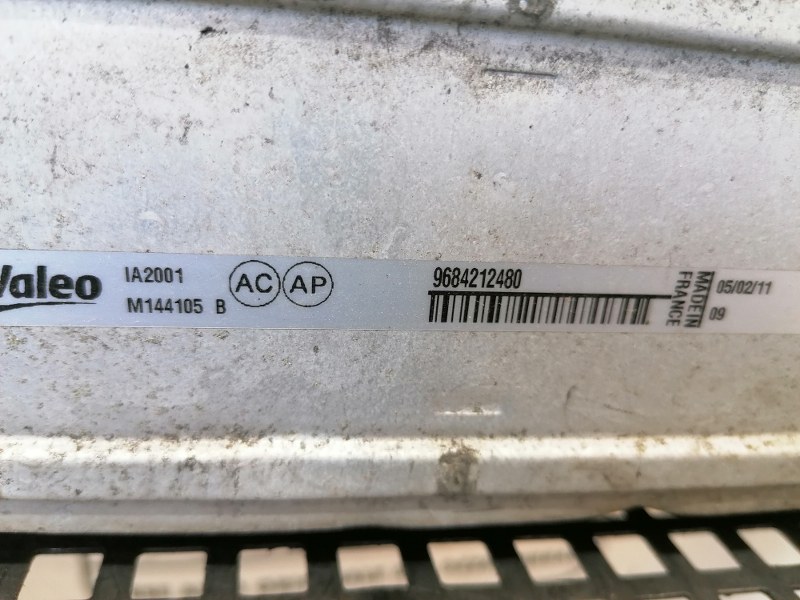 Valeo
IA2001
M144105 B
AC AP
9684212480
MADE IN
FRANCE
05/02/11
09